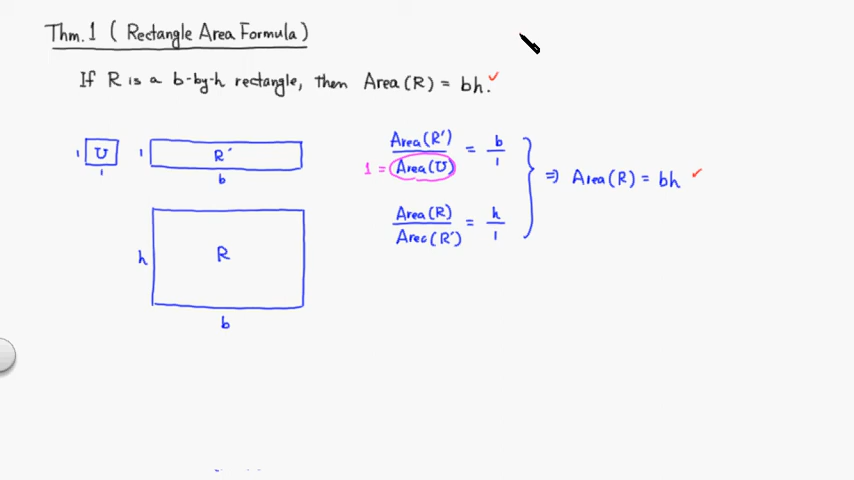 Thm. 1 ( Rectangle Area Formula )
If R is a b-by-h rectangle, then Area(R) = bh. ✓
1 U 1 R′
1 b
h R
b
Area(R′) / Area(U) = b / 1
1 = Area(U)
Area(R) / Area(R′) = h / 1
⇒ Area(R) = bh ✓